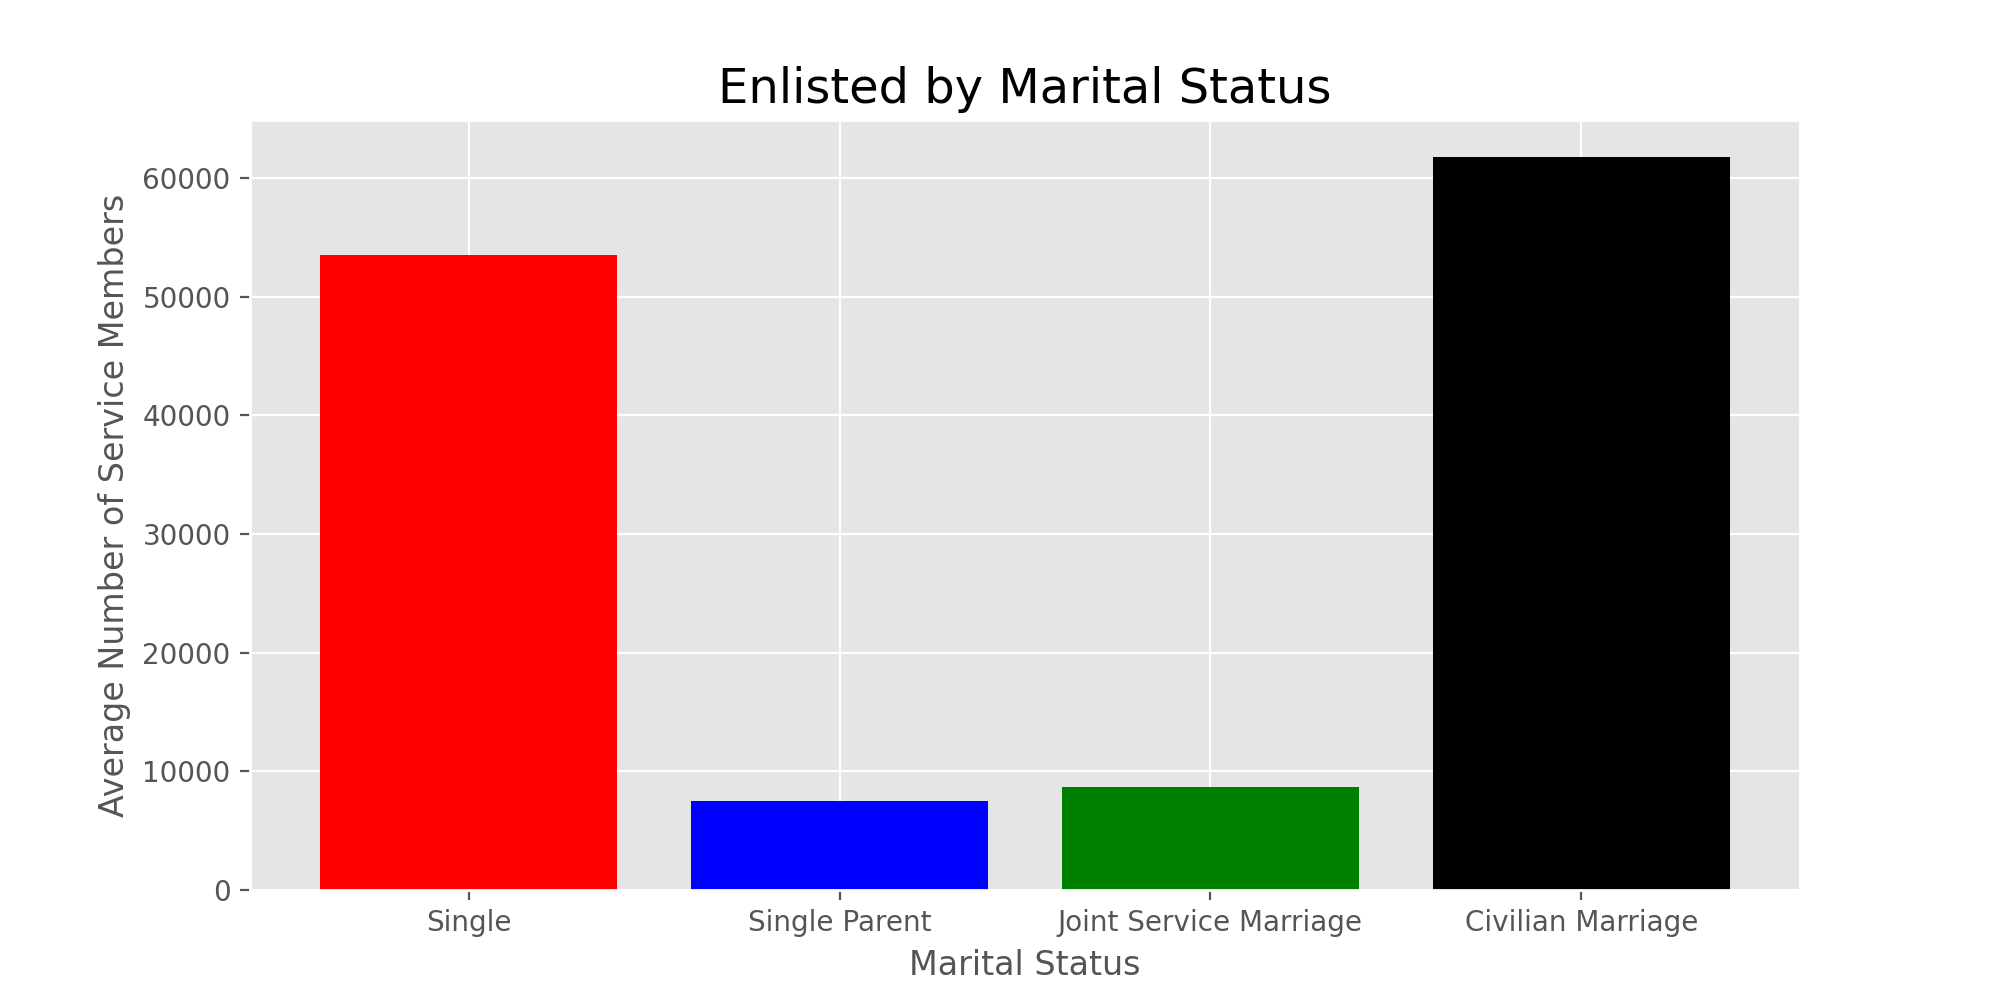 Enlisted by Marital Status
Average Number of Service Members
60000
50000
40000
30000
20000
10000
0
Single
Single Parent
Joint Service Marriage
Civilian Marriage
Marital Status